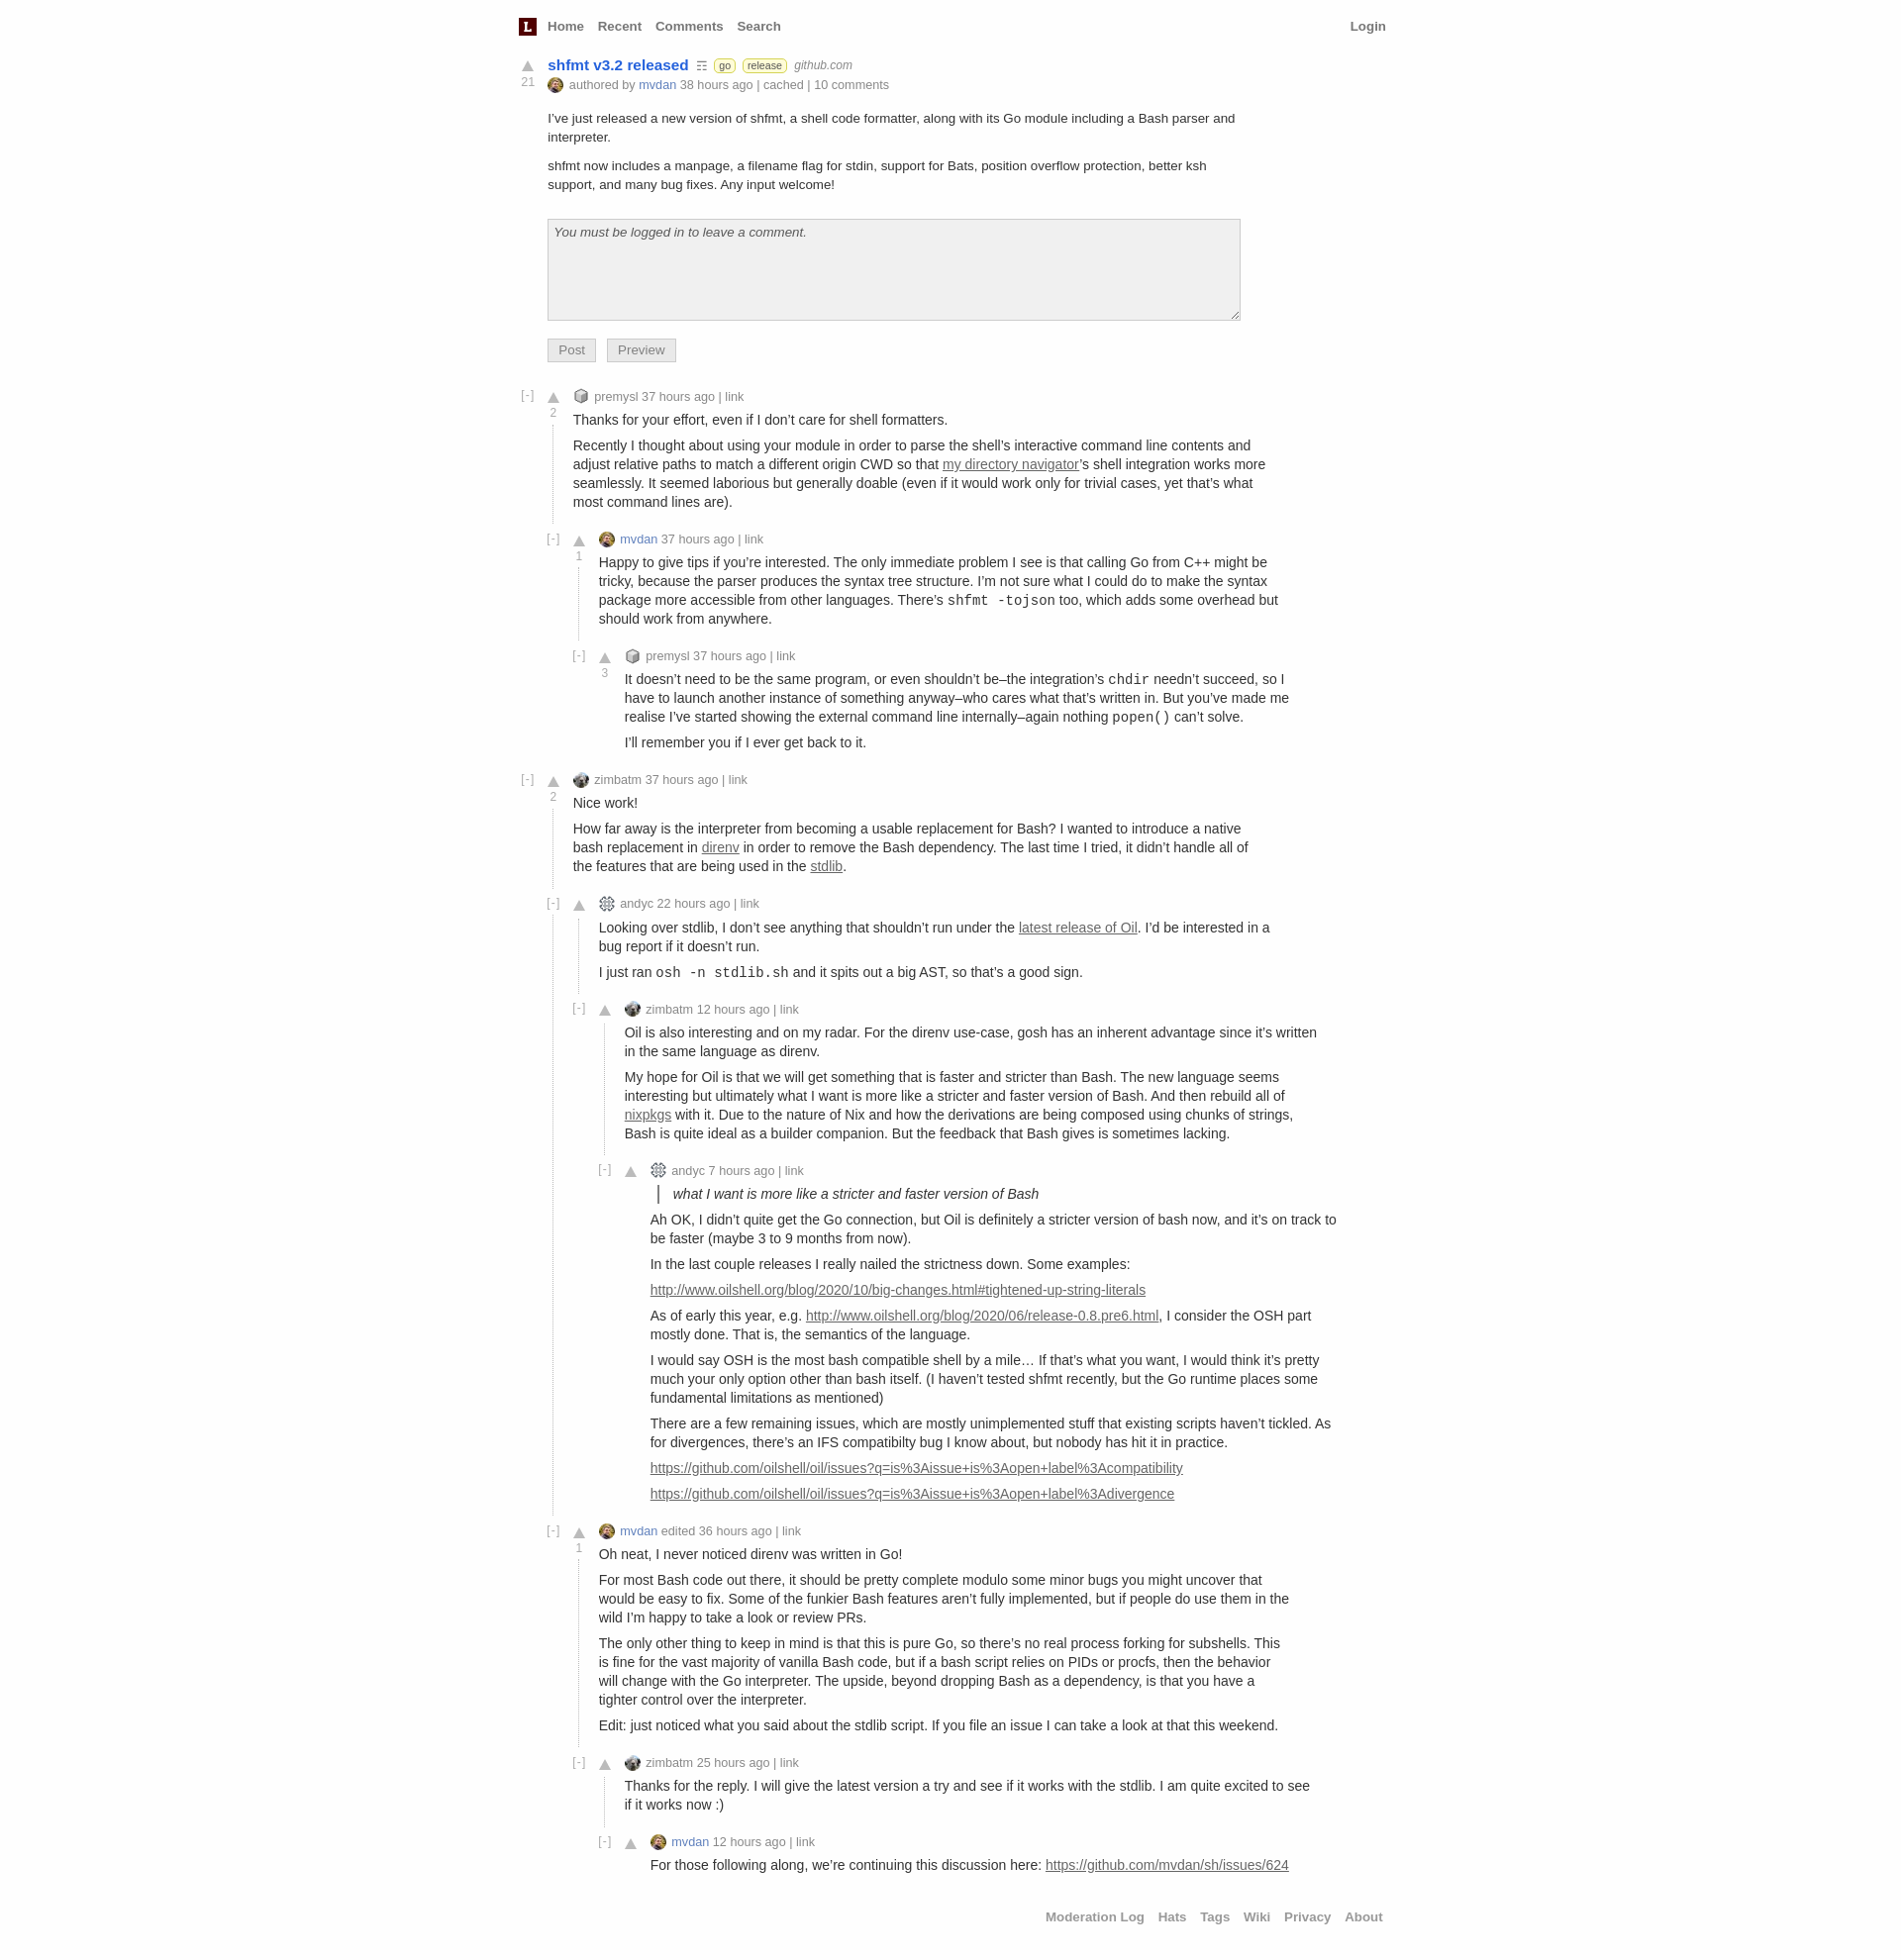 L Home Recent Comments Search Login
shfmt v3.2 released ☶ go release github.com
21
authored by mvdan 38 hours ago | cached | 10 comments
I’ve just released a new version of shfmt, a shell code formatter, along with its Go module including a Bash parser and
interpreter.
shfmt now includes a manpage, a filename flag for stdin, support for Bats, position overflow protection, better ksh
support, and many bug fixes. Any input welcome!
You must be logged in to leave a comment.
Post Preview
[-] premysl 37 hours ago | link
2
Thanks for your effort, even if I don’t care for shell formatters.
Recently I thought about using your module in order to parse the shell’s interactive command line contents and
adjust relative paths to match a different origin CWD so that my directory navigator’s shell integration works more
seamlessly. It seemed laborious but generally doable (even if it would work only for trivial cases, yet that’s what
most command lines are).
[-] mvdan 37 hours ago | link
1
Happy to give tips if you’re interested. The only immediate problem I see is that calling Go from C++ might be
tricky, because the parser produces the syntax tree structure. I’m not sure what I could do to make the syntax
package more accessible from other languages. There’s shfmt -tojson too, which adds some overhead but
should work from anywhere.
[-] premysl 37 hours ago | link
3
It doesn’t need to be the same program, or even shouldn’t be–the integration’s chdir needn’t succeed, so I
have to launch another instance of something anyway–who cares what that’s written in. But you’ve made me
realise I’ve started showing the external command line internally–again nothing popen() can’t solve.
I’ll remember you if I ever get back to it.
[-] zimbatm 37 hours ago | link
2
Nice work!
How far away is the interpreter from becoming a usable replacement for Bash? I wanted to introduce a native
bash replacement in direnv in order to remove the Bash dependency. The last time I tried, it didn’t handle all of
the features that are being used in the stdlib.
[-] andyc 22 hours ago | link
Looking over stdlib, I don’t see anything that shouldn’t run under the latest release of Oil. I’d be interested in a
bug report if it doesn’t run.
I just ran osh -n stdlib.sh and it spits out a big AST, so that’s a good sign.
[-] zimbatm 12 hours ago | link
Oil is also interesting and on my radar. For the direnv use-case, gosh has an inherent advantage since it’s written
in the same language as direnv.
My hope for Oil is that we will get something that is faster and stricter than Bash. The new language seems
interesting but ultimately what I want is more like a stricter and faster version of Bash. And then rebuild all of
nixpkgs with it. Due to the nature of Nix and how the derivations are being composed using chunks of strings,
Bash is quite ideal as a builder companion. But the feedback that Bash gives is sometimes lacking.
[-] andyc 7 hours ago | link
what I want is more like a stricter and faster version of Bash
Ah OK, I didn’t quite get the Go connection, but Oil is definitely a stricter version of bash now, and it’s on track to
be faster (maybe 3 to 9 months from now).
In the last couple releases I really nailed the strictness down. Some examples:
http://www.oilshell.org/blog/2020/10/big-changes.html#tightened-up-string-literals
As of early this year, e.g. http://www.oilshell.org/blog/2020/06/release-0.8.pre6.html, I consider the OSH part
mostly done. That is, the semantics of the language.
I would say OSH is the most bash compatible shell by a mile… If that’s what you want, I would think it’s pretty
much your only option other than bash itself. (I haven’t tested shfmt recently, but the Go runtime places some
fundamental limitations as mentioned)
There are a few remaining issues, which are mostly unimplemented stuff that existing scripts haven’t tickled. As
for divergences, there’s an IFS compatibilty bug I know about, but nobody has hit it in practice.
https://github.com/oilshell/oil/issues?q=is%3Aissue+is%3Aopen+label%3Acompatibility
https://github.com/oilshell/oil/issues?q=is%3Aissue+is%3Aopen+label%3Adivergence
[-] mvdan edited 36 hours ago | link
1
Oh neat, I never noticed direnv was written in Go!
For most Bash code out there, it should be pretty complete modulo some minor bugs you might uncover that
would be easy to fix. Some of the funkier Bash features aren’t fully implemented, but if people do use them in the
wild I’m happy to take a look or review PRs.
The only other thing to keep in mind is that this is pure Go, so there’s no real process forking for subshells. This
is fine for the vast majority of vanilla Bash code, but if a bash script relies on PIDs or procfs, then the behavior
will change with the Go interpreter. The upside, beyond dropping Bash as a dependency, is that you have a
tighter control over the interpreter.
Edit: just noticed what you said about the stdlib script. If you file an issue I can take a look at that this weekend.
[-] zimbatm 25 hours ago | link
Thanks for the reply. I will give the latest version a try and see if it works with the stdlib. I am quite excited to see
if it works now :)
[-] mvdan 12 hours ago | link
For those following along, we’re continuing this discussion here: https://github.com/mvdan/sh/issues/624
Moderation Log Hats Tags Wiki Privacy About